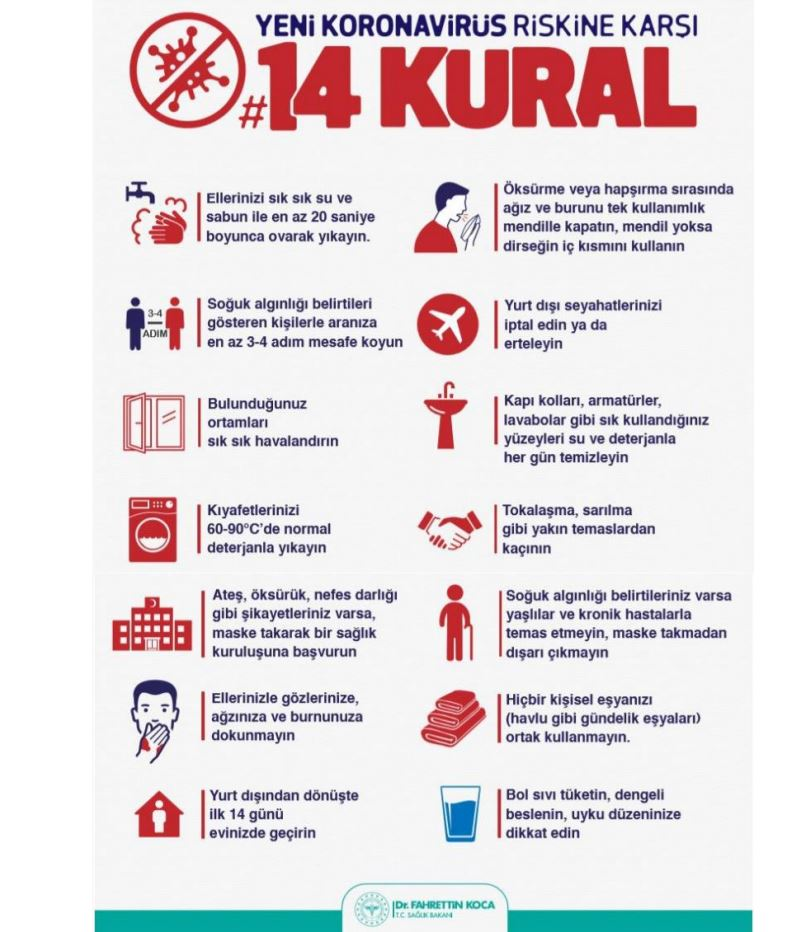 YENİ KORONAVİRÜS RİSKİNE KARŞI
#14 KURAL
Ellerinizi sık sık su ve
sabun ile en az 20 saniye
boyunca ovarak yıkayın.
Öksürme veya hapşırma sırasında
ağız ve burunu tek kullanımlık
mendille kapatın, mendil yoksa
dirseğin iç kısmını kullanın
3-4
ADIM
Soğuk algınlığı belirtileri
gösteren kişilerle aranıza
en az 3-4 adım mesafe koyun
Yurt dışı seyahatlerinizi
iptal edin ya da
erteleyin
Bulunduğunuz
ortamları
sık sık havalandırın
Kapı kolları, armatürler,
lavabolar gibi sık kullandığınız
yüzeyleri su ve deterjanla
her gün temizleyin
Kıyafetlerinizi
60-90°C'de normal
deterjanla yıkayın
Tokalaşma, sarılma
gibi yakın temaslardan
kaçının
Ateş, öksürük, nefes darlığı
gibi şikayetleriniz varsa,
maske takarak bir sağlık
kuruluşuna başvurun
Soğuk algınlığı belirtileriniz varsa
yaşlılar ve kronik hastalarla
temas etmeyin, maske takmadan
dışarı çıkmayın
Ellerinizle gözlerinize,
ağzınıza ve burnunuza
dokunmayın
Hiçbir kişisel eşyanızı
(havlu gibi gündelik eşyaları)
ortak kullanmayın.
Yurt dışından dönüşte
ilk 14 günü
evinizde geçirin
Bol sıvı tüketin, dengeli
beslenin, uyku düzeninize
dikkat edin
Dr. FAHRETTİN KOCA
T.C. SAĞLIK BAKANI